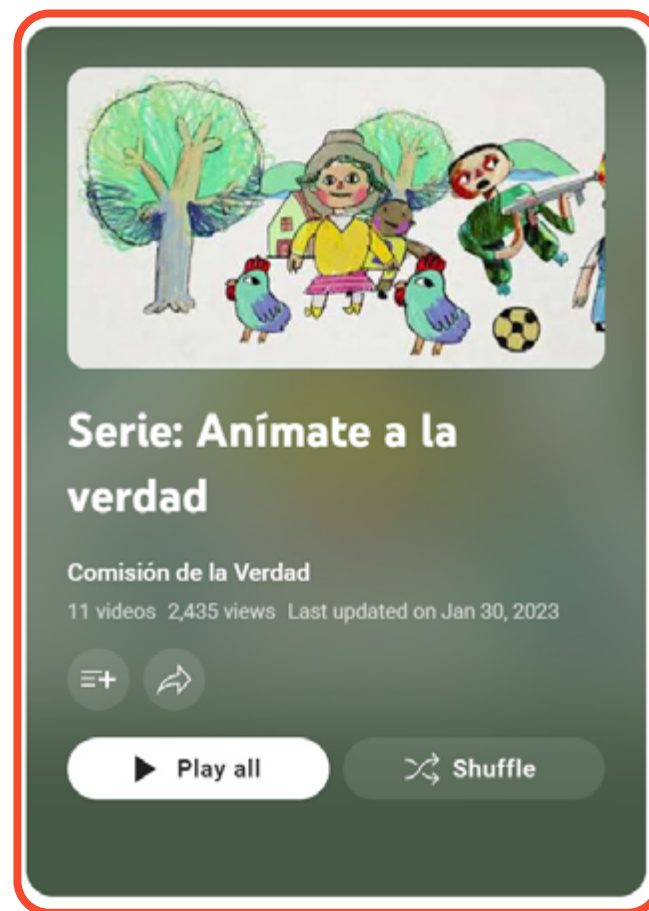 Serie: Anímate a la
verdad
Comisión de la Verdad
11 videos 2,435 views Last updated on Jan 30, 2023
Play all
Shuffle